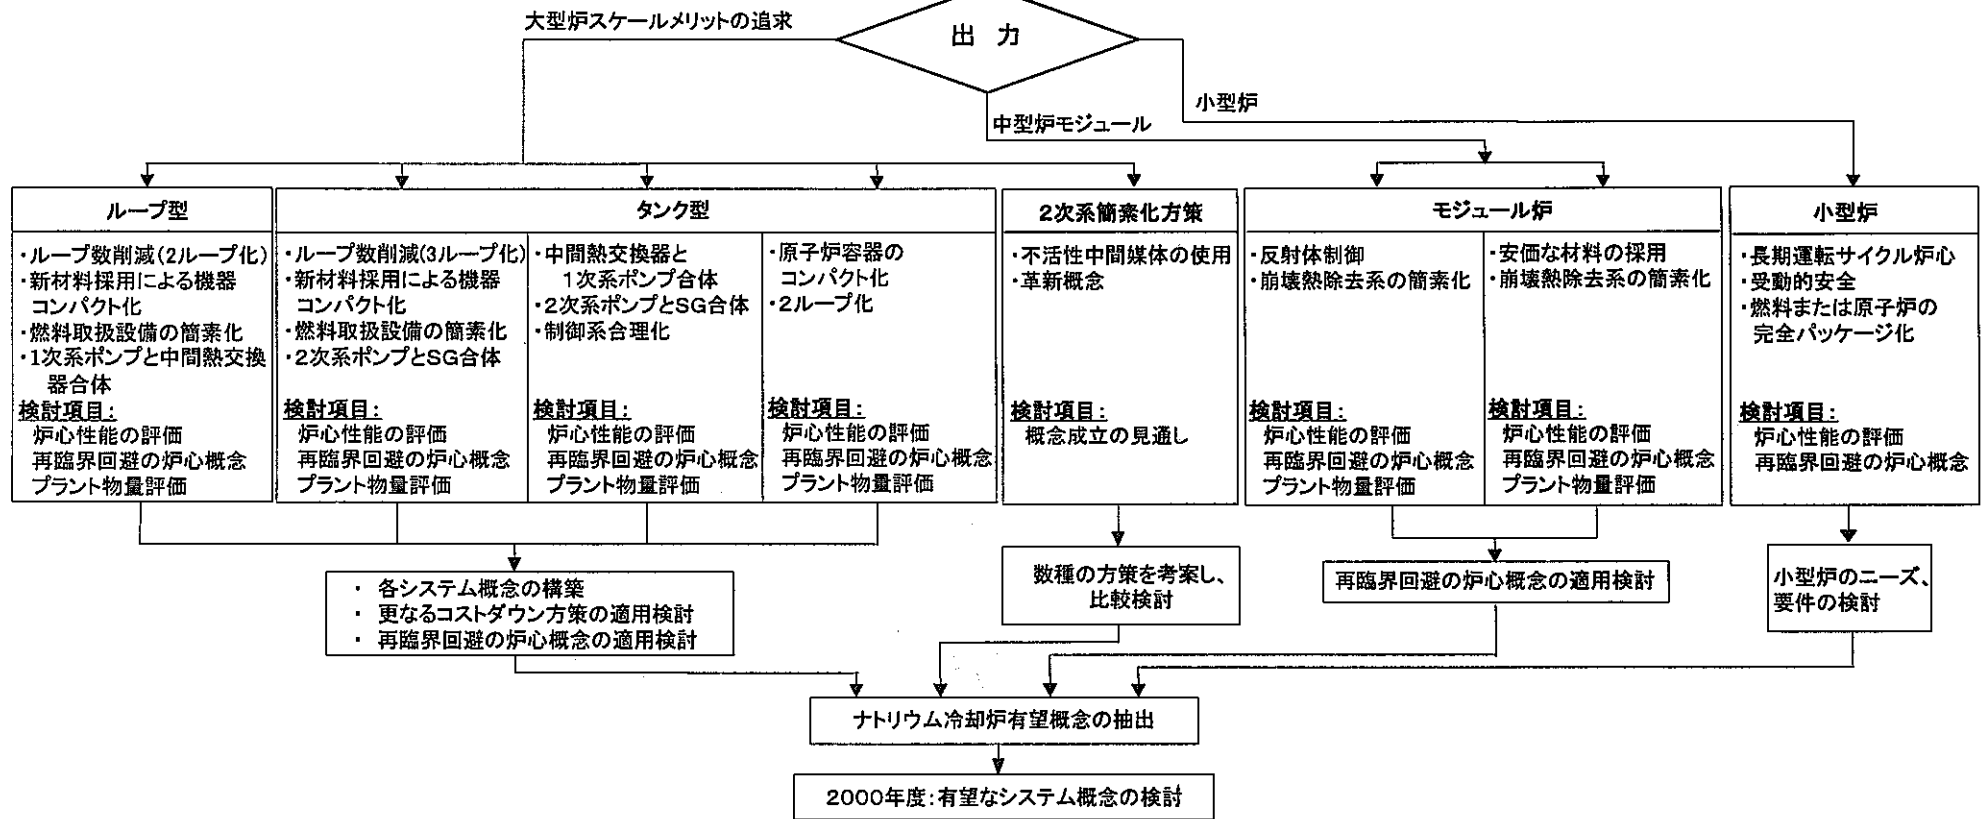 出 力
大型炉スケールメリットの追求
中型炉モジュール
小型炉
ループ型
・ループ数削減(2ループ化)
・新材料採用による機器
コンパクト化
・燃料取扱設備の簡素化
・1次系ポンプと中間熱交換
器合体
検討項目:
炉心性能の評価
再臨界回避の炉心概念
プラント物量評価
タンク型
・ループ数削減(3ループ化)
・新材料採用による機器
コンパクト化
・燃料取扱設備の簡素化
・2次系ポンプとSG合体
検討項目:
炉心性能の評価
再臨界回避の炉心概念
プラント物量評価
・中間熱交換器と
1次系ポンプ合体
・2次系ポンプとSG合体
・制御系合理化
検討項目:
炉心性能の評価
再臨界回避の炉心概念
プラント物量評価
・原子炉容器の
コンパクト化
・2ループ化
検討項目:
炉心性能の評価
再臨界回避の炉心概念
プラント物量評価
2次系簡素化方策
・不活性中間媒体の使用
・革新概念
検討項目:
概念成立の見通し
モジュール炉
・反射体制御
・崩壊熱除去系の簡素化
検討項目:
炉心性能の評価
再臨界回避の炉心概念
プラント物量評価
・安価な材料の採用
・崩壊熱除去系の簡素化
検討項目:
炉心性能の評価
再臨界回避の炉心概念
プラント物量評価
小型炉
・長期運転サイクル炉心
・受動的安全
・燃料または原子炉の
完全パッケージ化
検討項目:
炉心性能の評価
再臨界回避の炉心概念
・ 各システム概念の構築
・ 更なるコストダウン方策の適用検討
・ 再臨界回避の炉心概念の適用検討
数種の方策を考案し、
比較検討
再臨界回避の炉心概念の適用検討
小型炉のニーズ、
要件の検討
ナトリウム冷却炉有望概念の抽出
2000年度:有望なシステム概念の検討